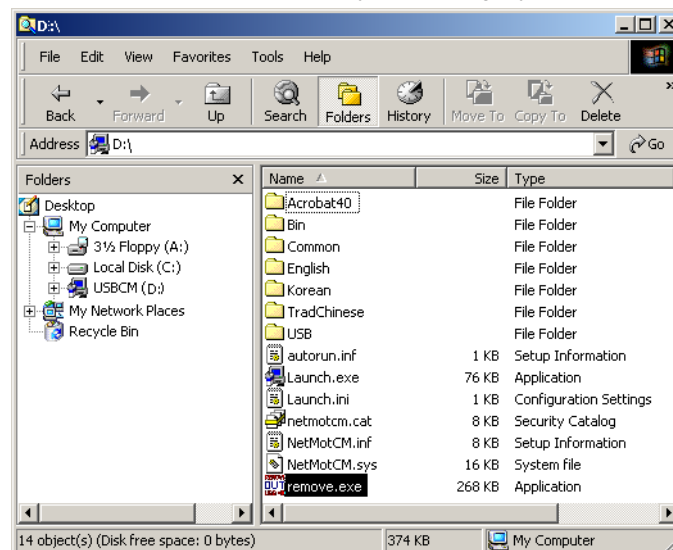 D:\
File Edit View Favorites Tools Help
Back Forward Up Search Folders History Move To Copy To Delete »
Address D:\ Go
Folders x
Desktop
My Computer
3½ Floppy (A:)
Local Disk (C:)
USBCM (D:)
My Network Places
Recycle Bin
Name Size Type
Acrobat40 File Folder
Bin File Folder
Common File Folder
English File Folder
Korean File Folder
TradChinese File Folder
USB File Folder
autorun.inf 1 KB Setup Information
Launch.exe 76 KB Application
Launch.ini 1 KB Configuration Settings
netmotcm.cat 8 KB Security Catalog
NetMotCM.inf 8 KB Setup Information
NetMotCM.sys 16 KB System file
remove.exe 268 KB Application
14 object(s) (Disk free space: 0 bytes) 374 KB My Computer